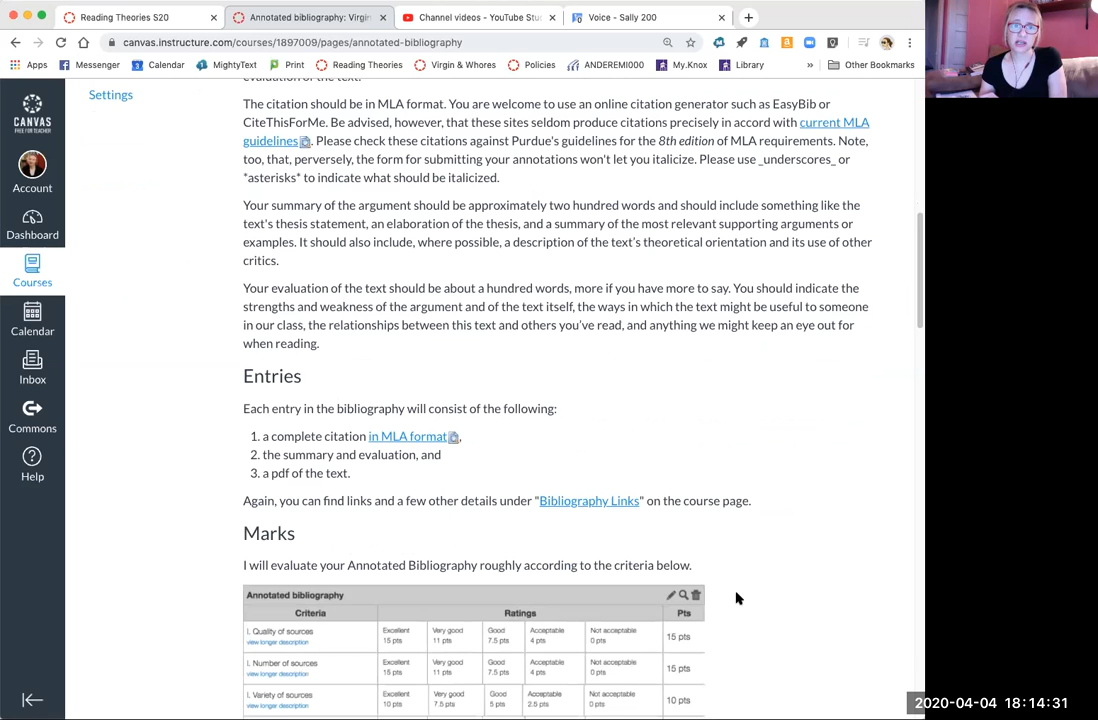 Reading Theories S20
Annotated bibliography: Virgin
Channel videos - YouTube Stu
Voice - Sally 200
canvas.instructure.com/courses/1897009/pages/annotated-bibliography
Apps Messenger Calendar MightyText Print Reading Theories Virgin & Whores Policies ANDEREMI000 My.Knox Library » Other Bookmarks
CANVAS
FREE FOR TEACHER
Account
Dashboard
Courses
Calendar
Inbox
Commons
Help
Settings
evaluation of the text.
The citation should be in MLA format. You are welcome to use an online citation generator such as EasyBib or
CiteThisForMe. Be advised, however, that these sites seldom produce citations precisely in accord with current MLA
guidelines. Please check these citations against Purdue's guidelines for the 8th edition of MLA requirements. Note,
too, that, perversely, the form for submitting your annotations won't let you italicize. Please use _underscores_ or
*asterisks* to indicate what should be italicized.
Your summary of the argument should be approximately two hundred words and should include something like the
text's thesis statement, an elaboration of the thesis, and a summary of the most relevant supporting arguments or
examples. It should also include, where possible, a description of the text's theoretical orientation and its use of other
critics.
Your evaluation of the text should be about a hundred words, more if you have more to say. You should indicate the
strengths and weakness of the argument and of the text itself, the ways in which the text might be useful to someone
in our class, the relationships between this text and others you've read, and anything we might keep an eye out for
when reading.
Entries
Each entry in the bibliography will consist of the following:
1. a complete citation in MLA format,
2. the summary and evaluation, and
3. a pdf of the text.
Again, you can find links and a few other details under "Bibliography Links" on the course page.
Marks
I will evaluate your Annotated Bibliography roughly according to the criteria below.
Annotated bibliography
Criteria Ratings Pts
I. Quality of sources Excellent Very good Good Acceptable Not acceptable 15 pts
view longer description 15 pts 11 pts 7.5 pts 4 pts 0 pts
I. Number of sources Excellent Very good Good Acceptable Not acceptable 15 pts
view longer description 15 pts 11 pts 7.5 pts 4 pts 0 pts
I. Variety of sources Excellent Very good Good Acceptable Not acceptable 10 pts
view longer description 10 pts 7.5 pts 5 pts 2.5 pts 0 pts
2020-04-04 18:14:31